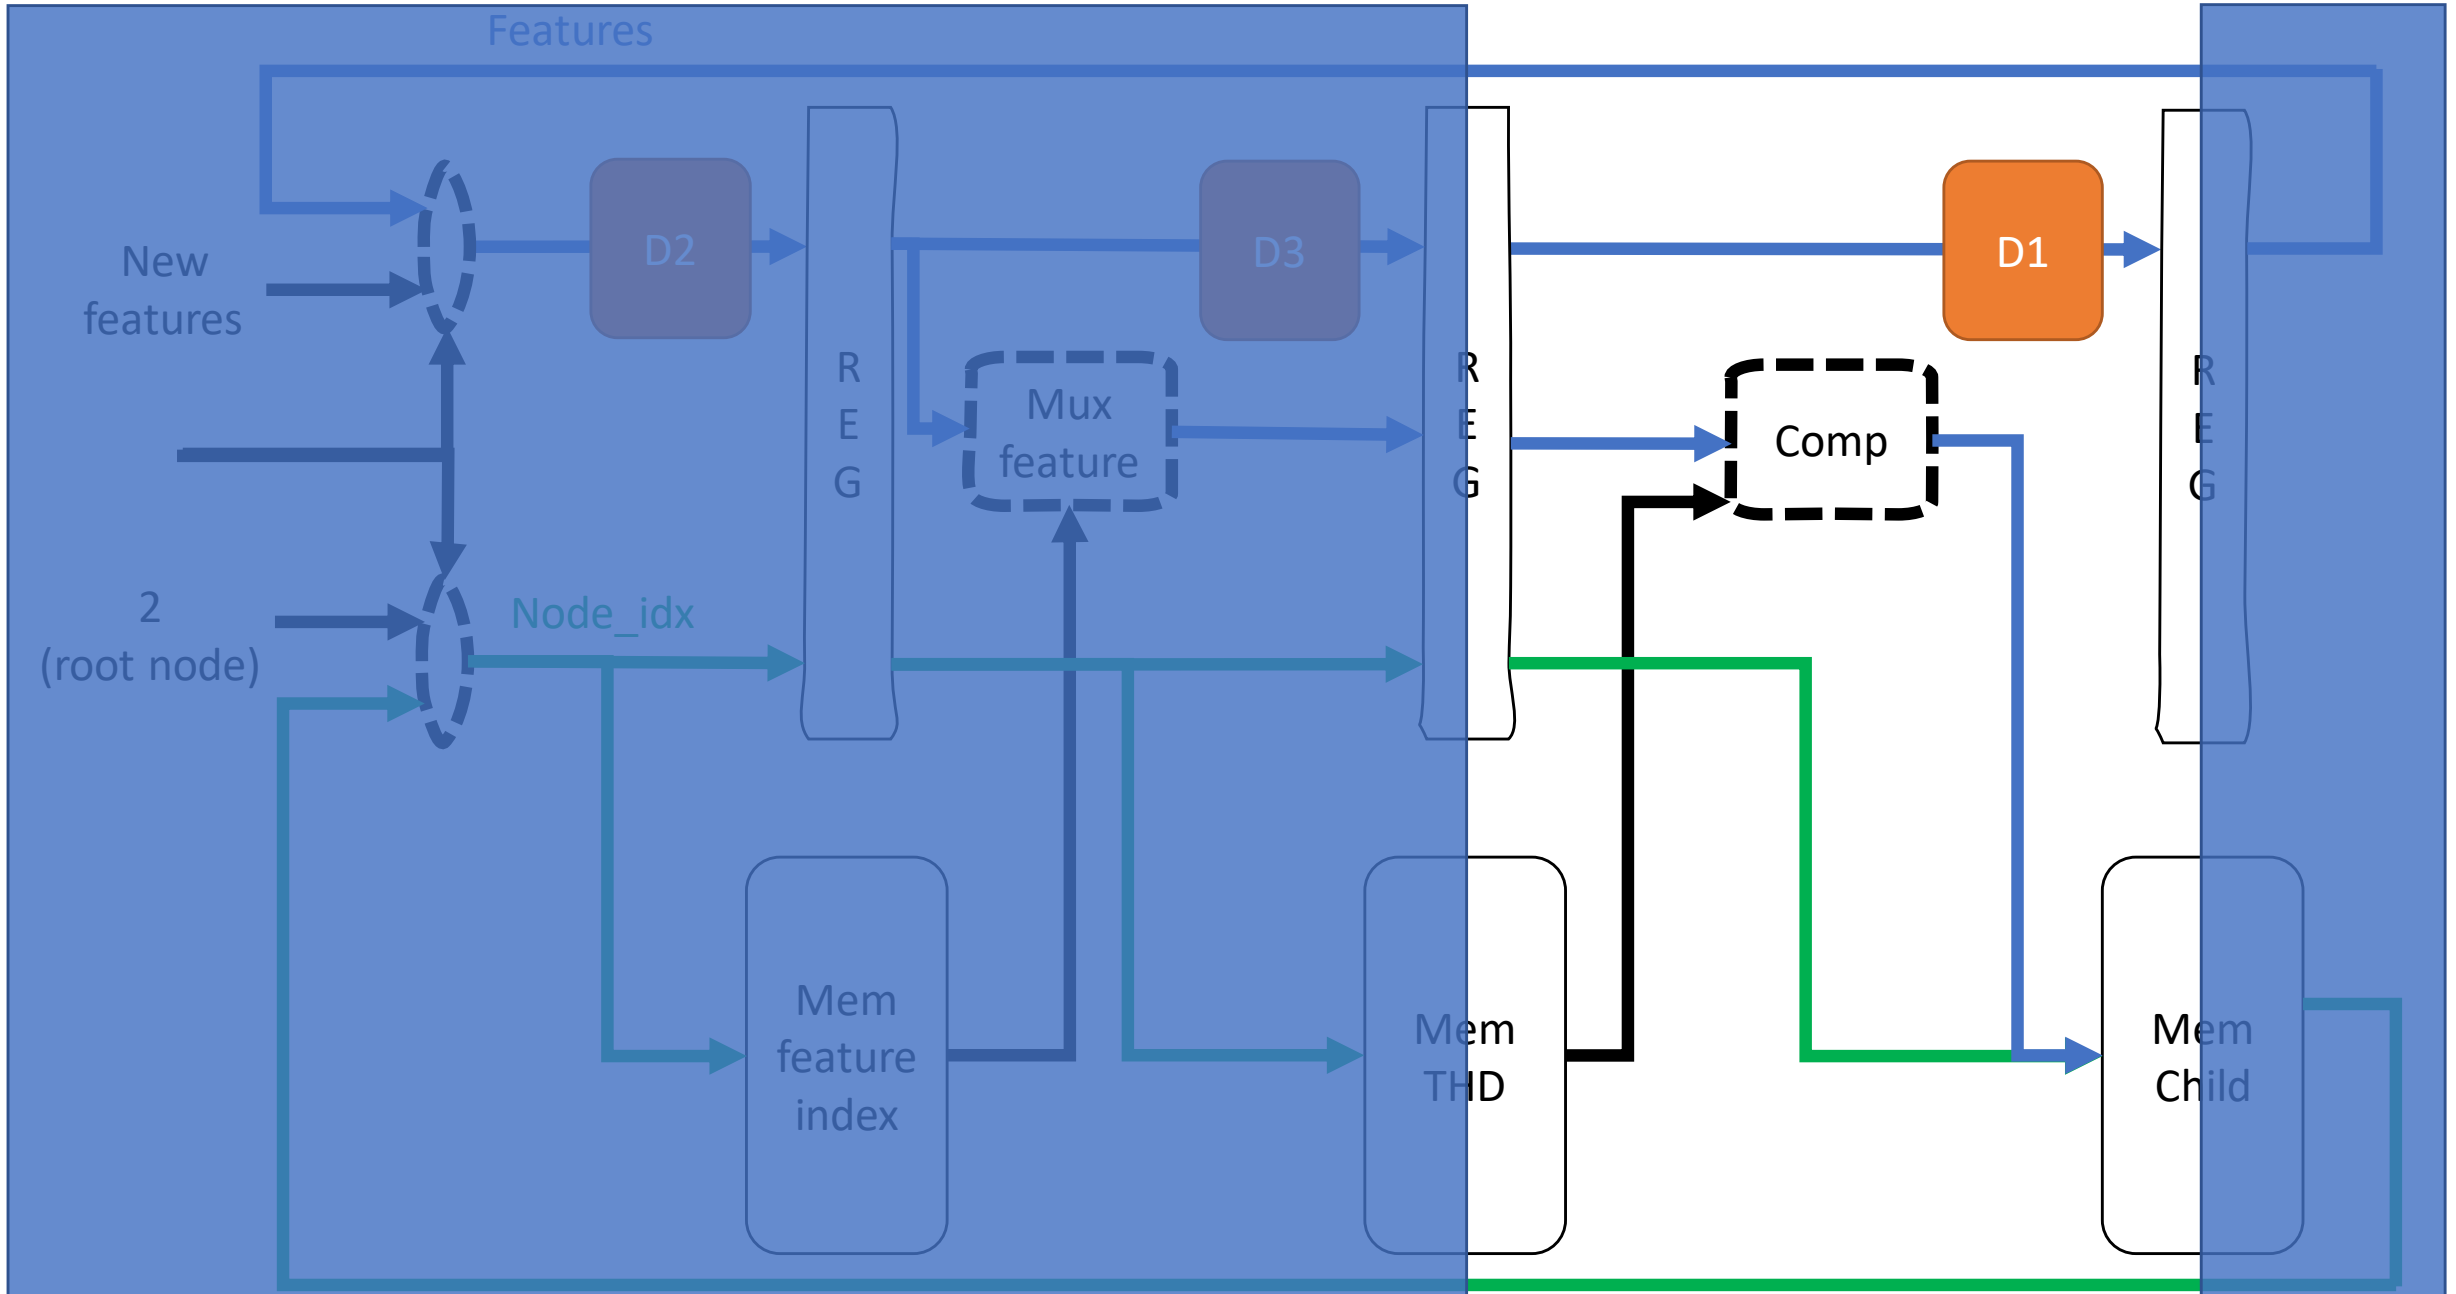 Features
New
features
D2
D3
D1
R
E
G
Mux
feature
R
E
G
Comp
R
E
G
2
(root node)
Node_idx
Mem
feature
index
Mem
THD
Mem
Child